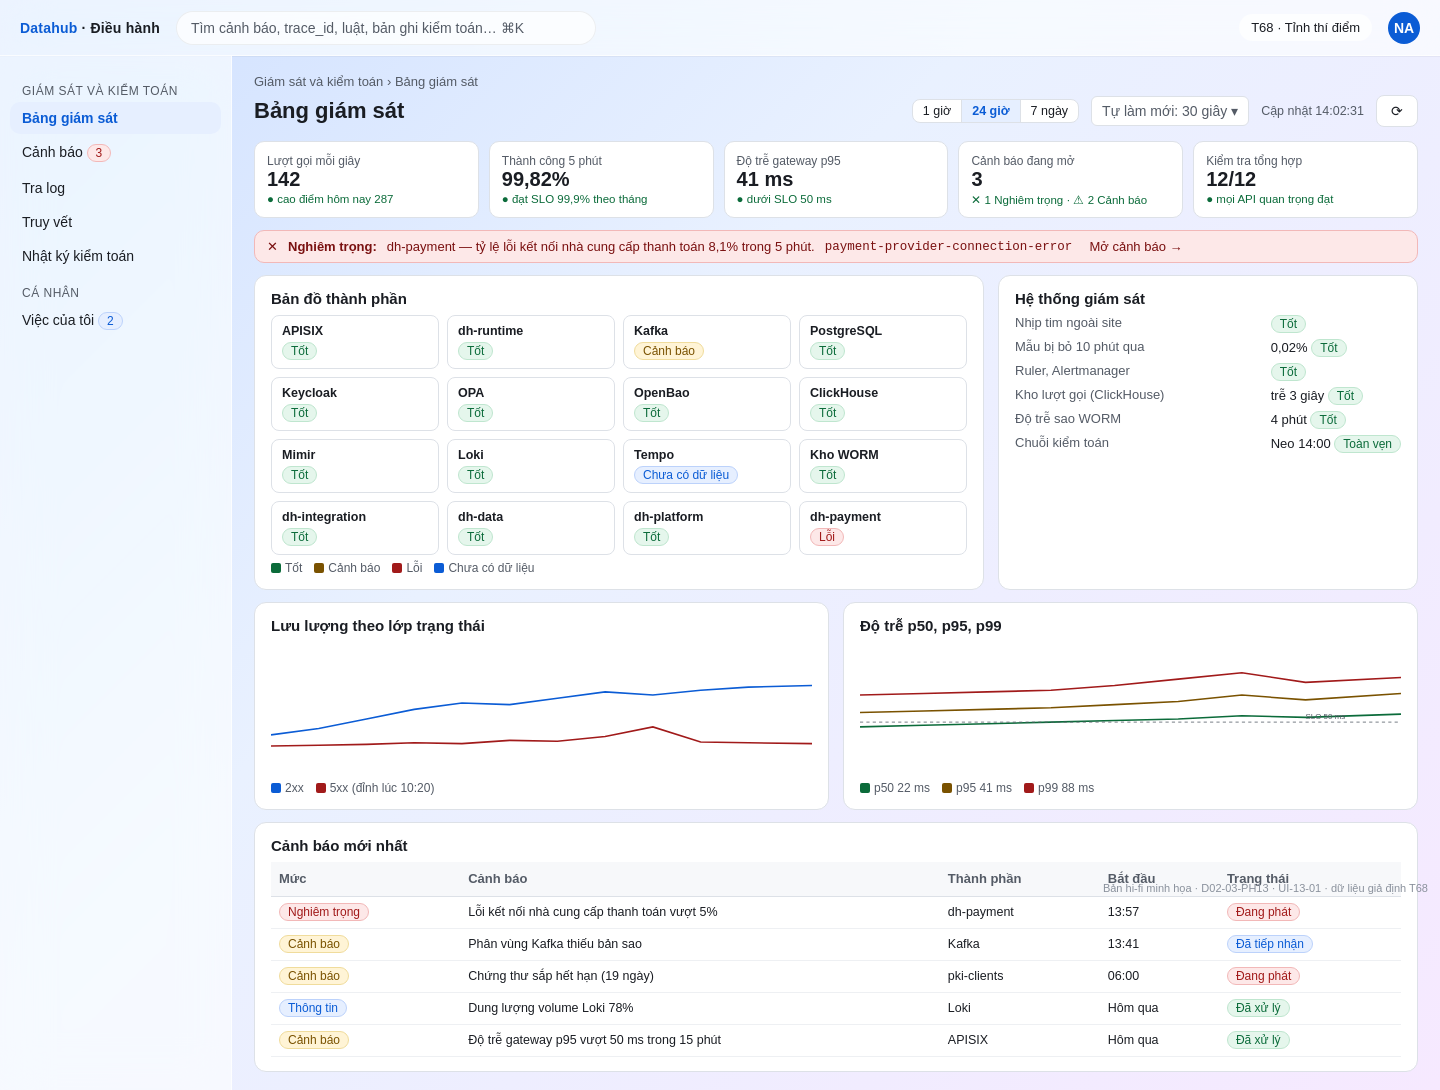 Datahub · Điều hành
Tìm cảnh báo, trace_id, luật, bản ghi kiểm toán… ⌘K
T68 · Tỉnh thí điểm
NA
GIÁM SÁT VÀ KIỂM TOÁN
Bảng giám sát
Cảnh báo 3
Tra log
Truy vết
Nhật ký kiểm toán
CÁ NHÂN
Việc của tôi 2
Giám sát và kiểm toán › Bảng giám sát
Bảng giám sát
1 giờ 24 giờ 7 ngày
Tự làm mới: 30 giây ▾
Cập nhật 14:02:31
⟳
Lượt gọi mỗi giây
142
● cao điểm hôm nay 287
Thành công 5 phút
99,82%
● đạt SLO 99,9% theo tháng
Độ trễ gateway p95
41 ms
● dưới SLO 50 ms
Cảnh báo đang mở
3
✕ 1 Nghiêm trọng · ⚠ 2 Cảnh báo
Kiểm tra tổng hợp
12/12
● mọi API quan trọng đạt
✕ Nghiêm trọng: dh-payment — tỷ lệ lỗi kết nối nhà cung cấp thanh toán 8,1% trong 5 phút. payment-provider-connection-error Mở cảnh báo →
Bản đồ thành phần
APISIX
Tốt
dh-runtime
Tốt
Kafka
Cảnh báo
PostgreSQL
Tốt
Keycloak
Tốt
OPA
Tốt
OpenBao
Tốt
ClickHouse
Tốt
Mimir
Tốt
Loki
Tốt
Tempo
Chưa có dữ liệu
Kho WORM
Tốt
dh-integration
Tốt
dh-data
Tốt
dh-platform
Tốt
dh-payment
Lỗi
Tốt Cảnh báo Lỗi Chưa có dữ liệu
Hệ thống giám sát
Nhịp tim ngoài site Tốt
Mẫu bị bỏ 10 phút qua 0,02% Tốt
Ruler, Alertmanager Tốt
Kho lượt gọi (ClickHouse) trễ 3 giây Tốt
Độ trễ sao WORM 4 phút Tốt
Chuỗi kiểm toán Neo 14:00 Toàn vẹn
Lưu lượng theo lớp trạng thái
2xx 5xx (đỉnh lúc 10:20)
Độ trễ p50, p95, p99
SLO 50 ms
p50 22 ms p95 41 ms p99 88 ms
Cảnh báo mới nhất
Mức Cảnh báo Thành phần Bắt đầu Trạng thái
Bản hi-fi minh họa · D02-03-PH13 · UI-13-01 · dữ liệu giả định T68
Nghiêm trọng Lỗi kết nối nhà cung cấp thanh toán vượt 5% dh-payment 13:57 Đang phát
Cảnh báo Phân vùng Kafka thiếu bản sao Kafka 13:41 Đã tiếp nhận
Cảnh báo Chứng thư sắp hết hạn (19 ngày) pki-clients 06:00 Đang phát
Thông tin Dung lượng volume Loki 78% Loki Hôm qua Đã xử lý
Cảnh báo Độ trễ gateway p95 vượt 50 ms trong 15 phút APISIX Hôm qua Đã xử lý